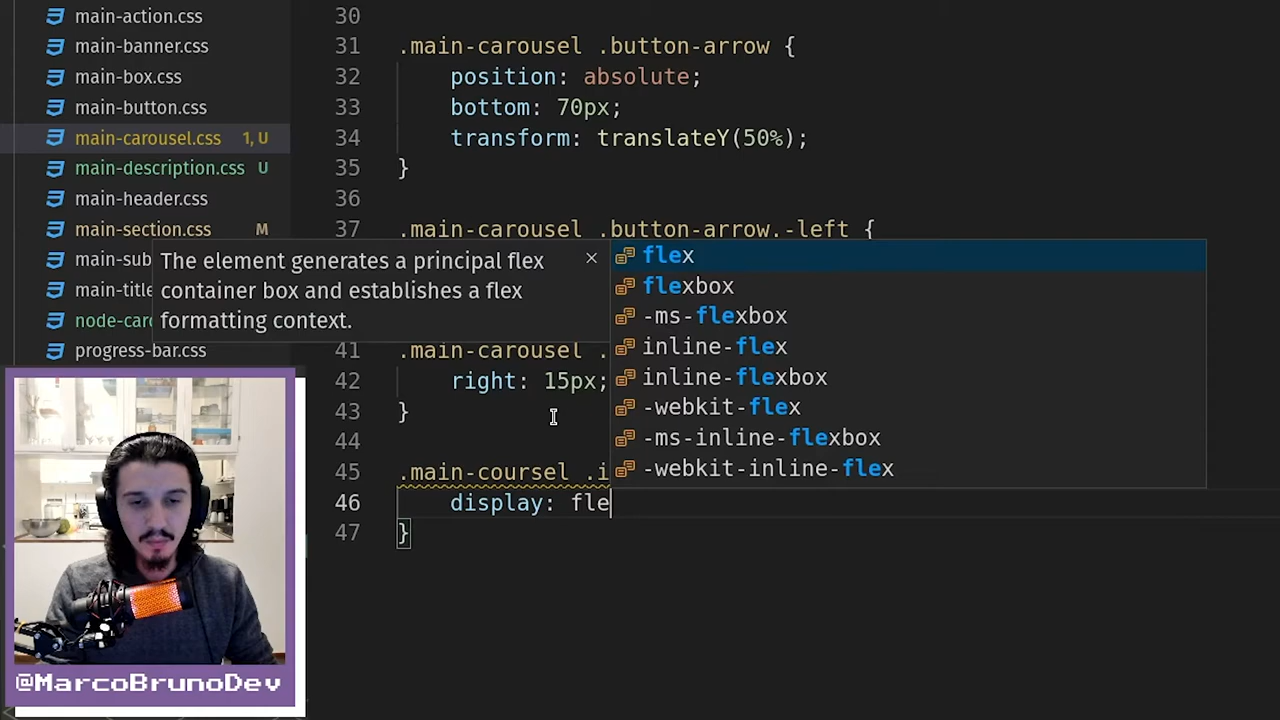 main-action.css
main-banner.css
main-box.css
main-button.css
main-carousel.css 1, U
main-description.css U
main-header.css
main-section.css M
main-sub
main-title
node-card
progress-bar.css
30
31 .main-carousel .button-arrow {
32 position: absolute;
33 bottom: 70px;
34 transform: translateY(50%);
35 }
36
37 .main-carousel .button-arrow.-left {
The element generates a principal flex
container box and establishes a flex
formatting context.
×
flex
flexbox
-ms-flexbox
inline-flex
inline-flexbox
-webkit-flex
-ms-inline-flexbox
-webkit-inline-flex
41 .main-carousel .
42 right: 15px;
43 }
44
45 .main-coursel .i
46 display: fle
47 }
@MarcoBrunoDev